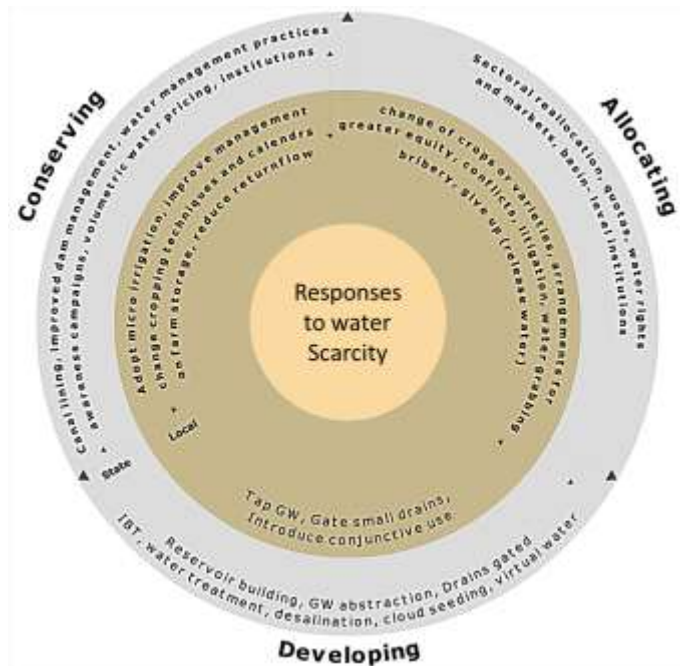 Conserving
Canal lining, improved dam management, water management practices
awareness campaigns, volumetric water pricing, institutions
State
Adopt micro irrigation, improve management
change cropping techniques and calendrs
on farm storage, reduce returnflow
Local
Responses
to water
Scarcity
Allocating
Sectoral reallocation, quotas, water rights
and markets, basin- level institutions
change of crops or varieties, arrangements for
greater equity, conflicts, litigation, water grabbing
bribery, give up (release water)
Tap GW, Gate small drains,
Introduce conjunctive use
Reservoir building, GW abstraction, Drains gated
IBT, water treatment, desalination, cloud seeding, virtual water
Developing